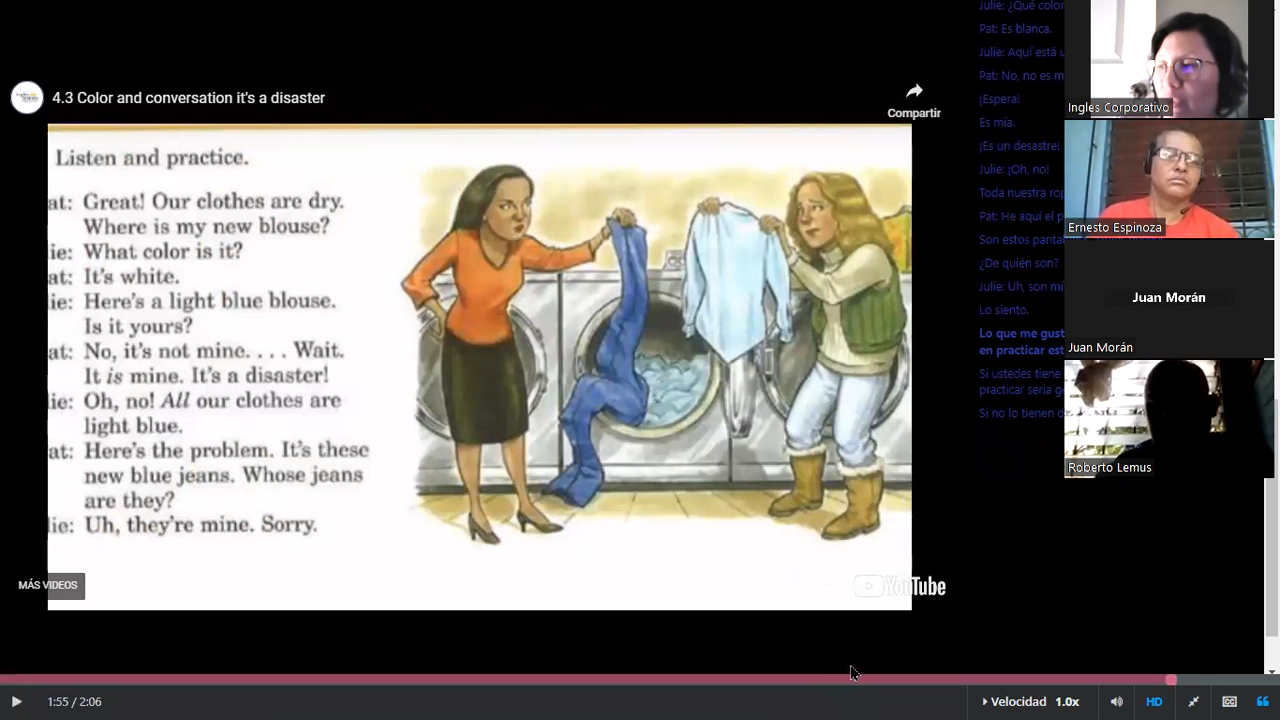 4.3 Color and conversation it's a disaster
Compartir
Listen and practice.
at: Great! Our clothes are dry.
Where is my new blouse?
ie: What color is it?
at: It's white.
ie: Here's a light blue blouse.
Is it yours?
at: No, it's not mine. . . . Wait.
It is mine. It's a disaster!
ie: Oh, no! All our clothes are
light blue.
at: Here's the problem. It's these
new blue jeans. Whose jeans
are they?
ie: Uh, they're mine. Sorry.
MÁS VIDEOS
YouTube
Julie: ¿Qué color
Pat: Es blanca.
Julie: Aquí está u
Pat: No, no es m
¡Espera!
Es mía.
¡Es un desastre!
Julie: ¡Oh, no!
Toda nuestra rop
Pat: He aquí el p
Son estos panta
¿De quién son?
Julie: Uh, son mí
Lo siento.
Lo que me gust
en practicar est
Si ustedes tiene
practicar seria g
Si no lo tienen d
Ingles Corporativo
Ernesto Espinoza
Juan Morán
Juan Morán
Roberto Lemus
1:55 / 2:06
Velocidad 1.0x
HD
CC